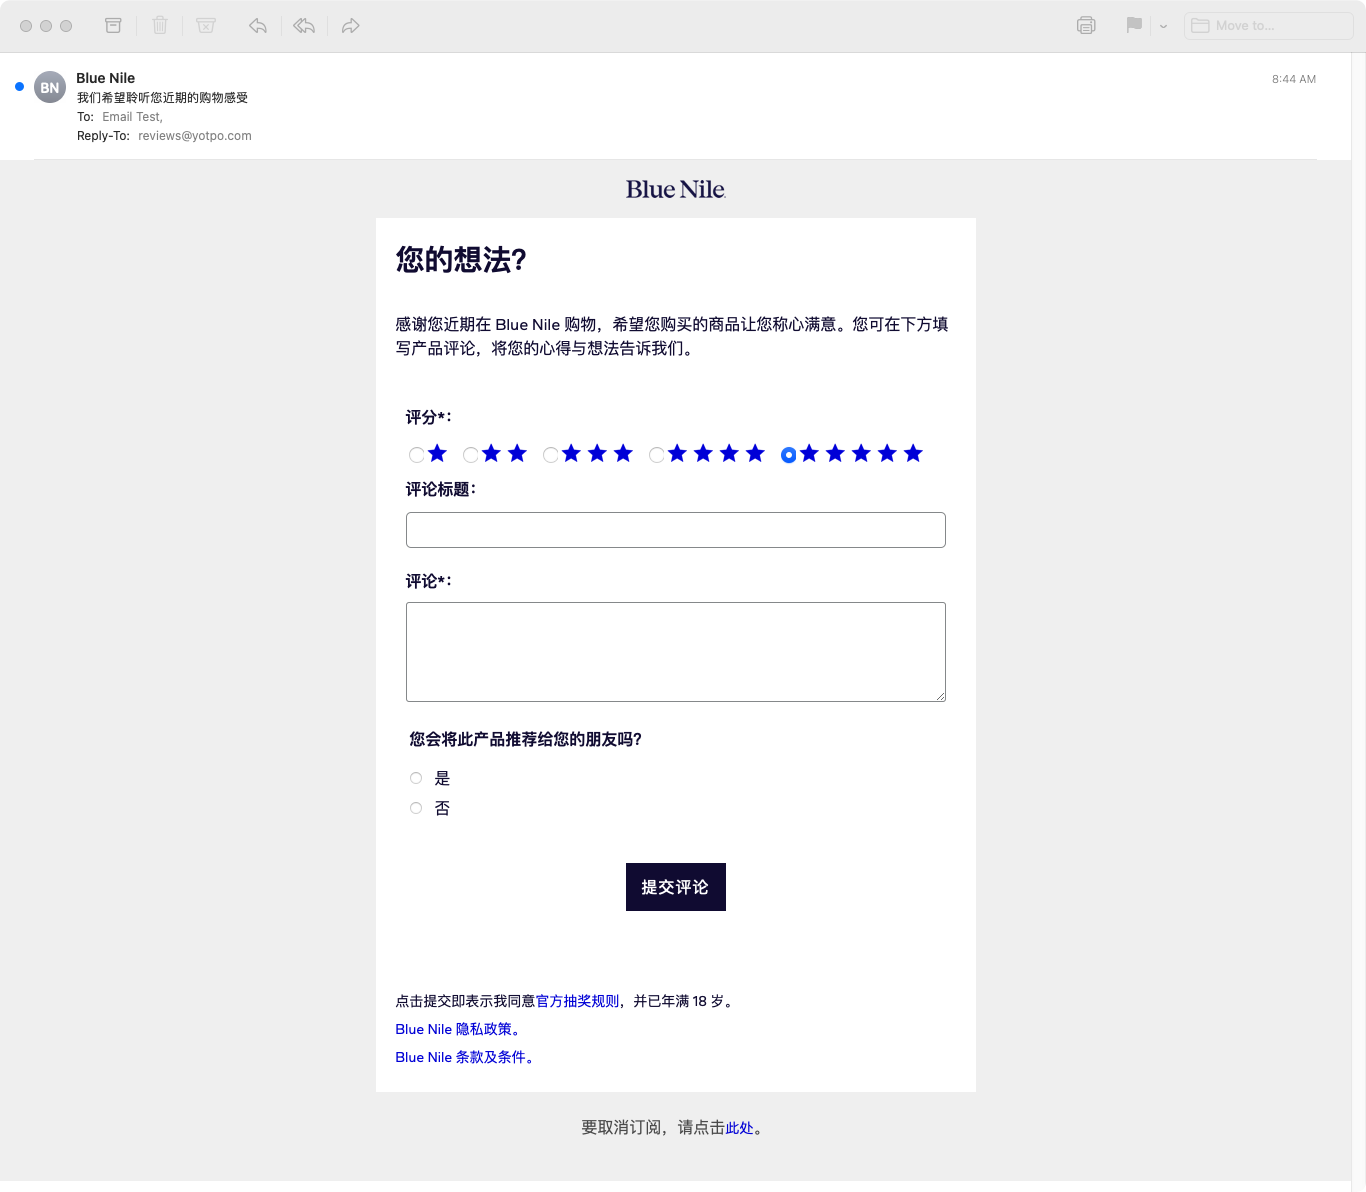 Move to...
BN
Blue Nile
8:44 AM
我们希望聆听您近期的购物感受
To: Email Test,
Reply-To: reviews@yotpo.com
Blue Nile
您的想法?
感谢您近期在 Blue Nile 购物，希望您购买的商品让您称心满意。您可在下方填
写产品评论，将您的心得与想法告诉我们。
评分*：
评论标题：
评论*：
您会将此产品推荐给您的朋友吗?
是
否
提交评论
点击提交即表示我同意官方抽奖规则，并已年满 18 岁。
Blue Nile 隐私政策。
Blue Nile 条款及条件。
要取消订阅，请点击此处。